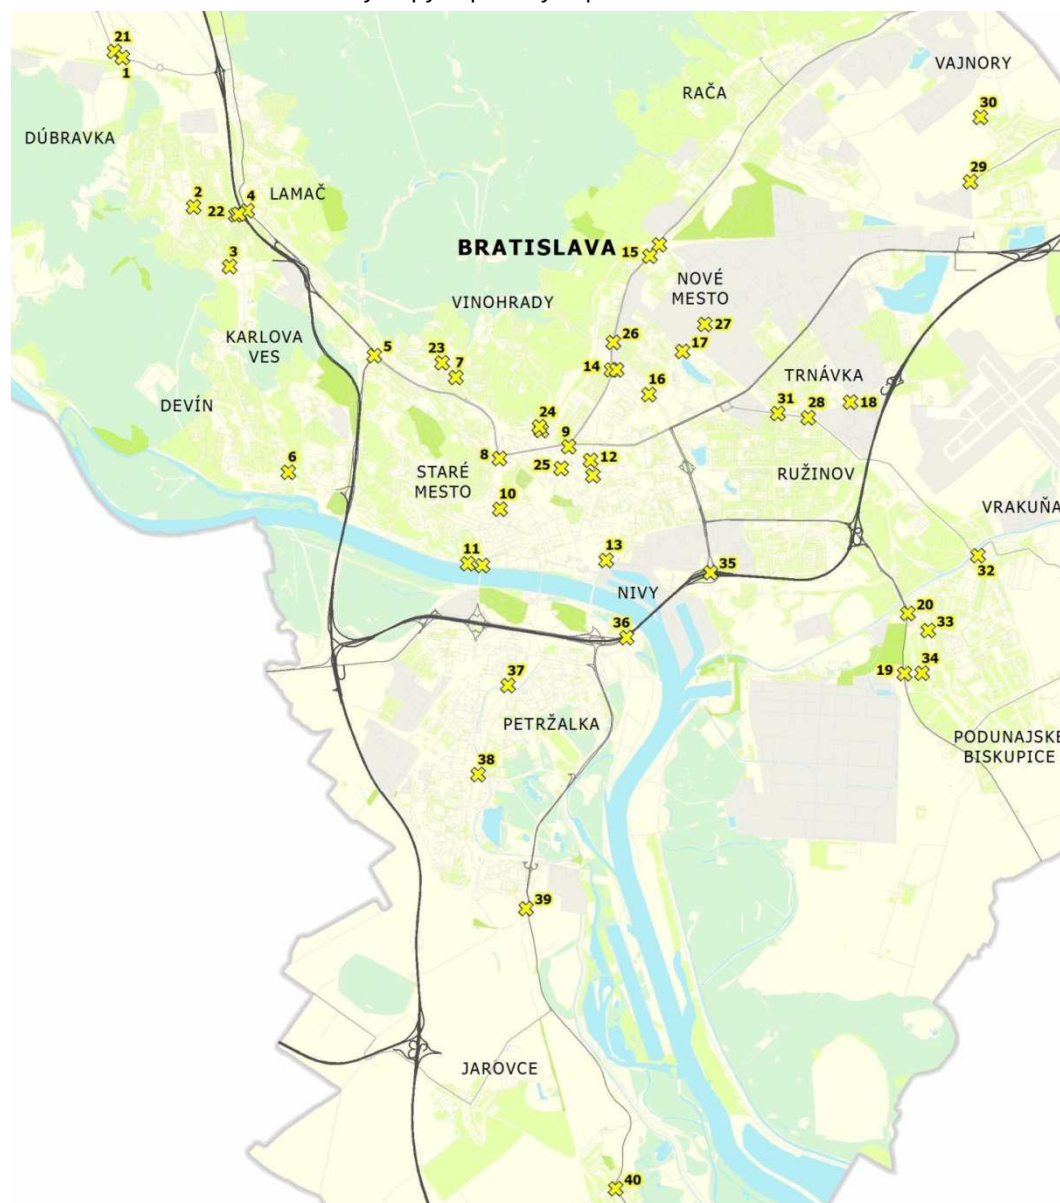 21
1
VAJNORY
RAČA
30
DÚBRAVKA
29
2
4
LAMAČ
22
BRATISLAVA
15
3
NOVÉ
MESTO
VINOHRADY
27
26
KARLOVA
VES
5
23
7
17
14
TRNÁVKA
16
DEVÍN
31
28
18
24
9
8
25
12
6
STARÉ
MESTO
RUŽINOV
10
VRAKUŇA
11
13
35
32
NIVY
20
36
33
37
19
34
PETRŽALKA
PODUNAJSKÉ
BISKUPICE
38
39
JAROVCE
40